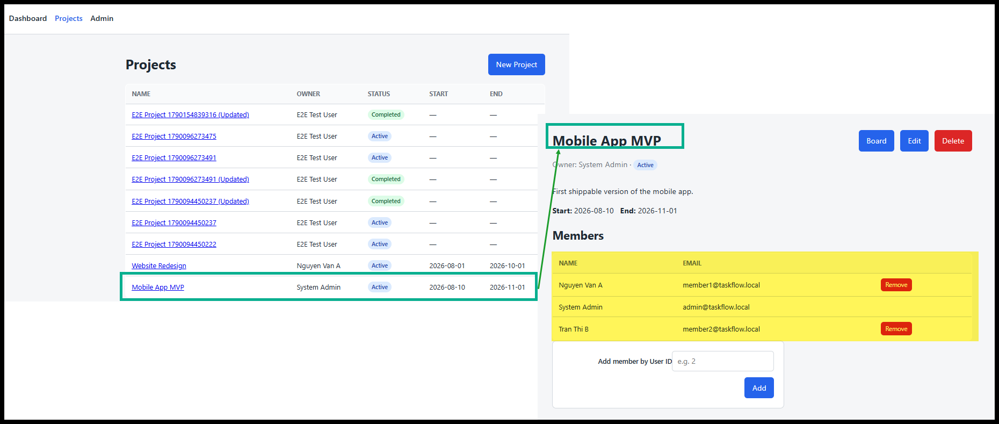 Dashboard Projects Admin
Projects
New Project
NAME OWNER STATUS START END
E2E Project 1790154839316 (Updated) E2E Test User Completed — —
E2E Project 1790096273475 E2E Test User Active — —
E2E Project 1790096273491 E2E Test User Active — —
E2E Project 1790096273491 (Updated) E2E Test User Completed — —
E2E Project 1790094450237 (Updated) E2E Test User Completed — —
E2E Project 1790094450237 E2E Test User Active — —
E2E Project 1790094450222 E2E Test User Active — —
Website Redesign Nguyen Van A Active 2026-08-01 2026-10-01
Mobile App MVP System Admin Active 2026-08-10 2026-11-01
Mobile App MVP
Board Edit Delete
Owner: System Admin · Active
First shippable version of the mobile app.
Start: 2026-08-10 End: 2026-11-01
Members
NAME EMAIL
Nguyen Van A member1@taskflow.local Remove
System Admin admin@taskflow.local
Tran Thi B member2@taskflow.local Remove
Add member by User ID e.g. 2
Add